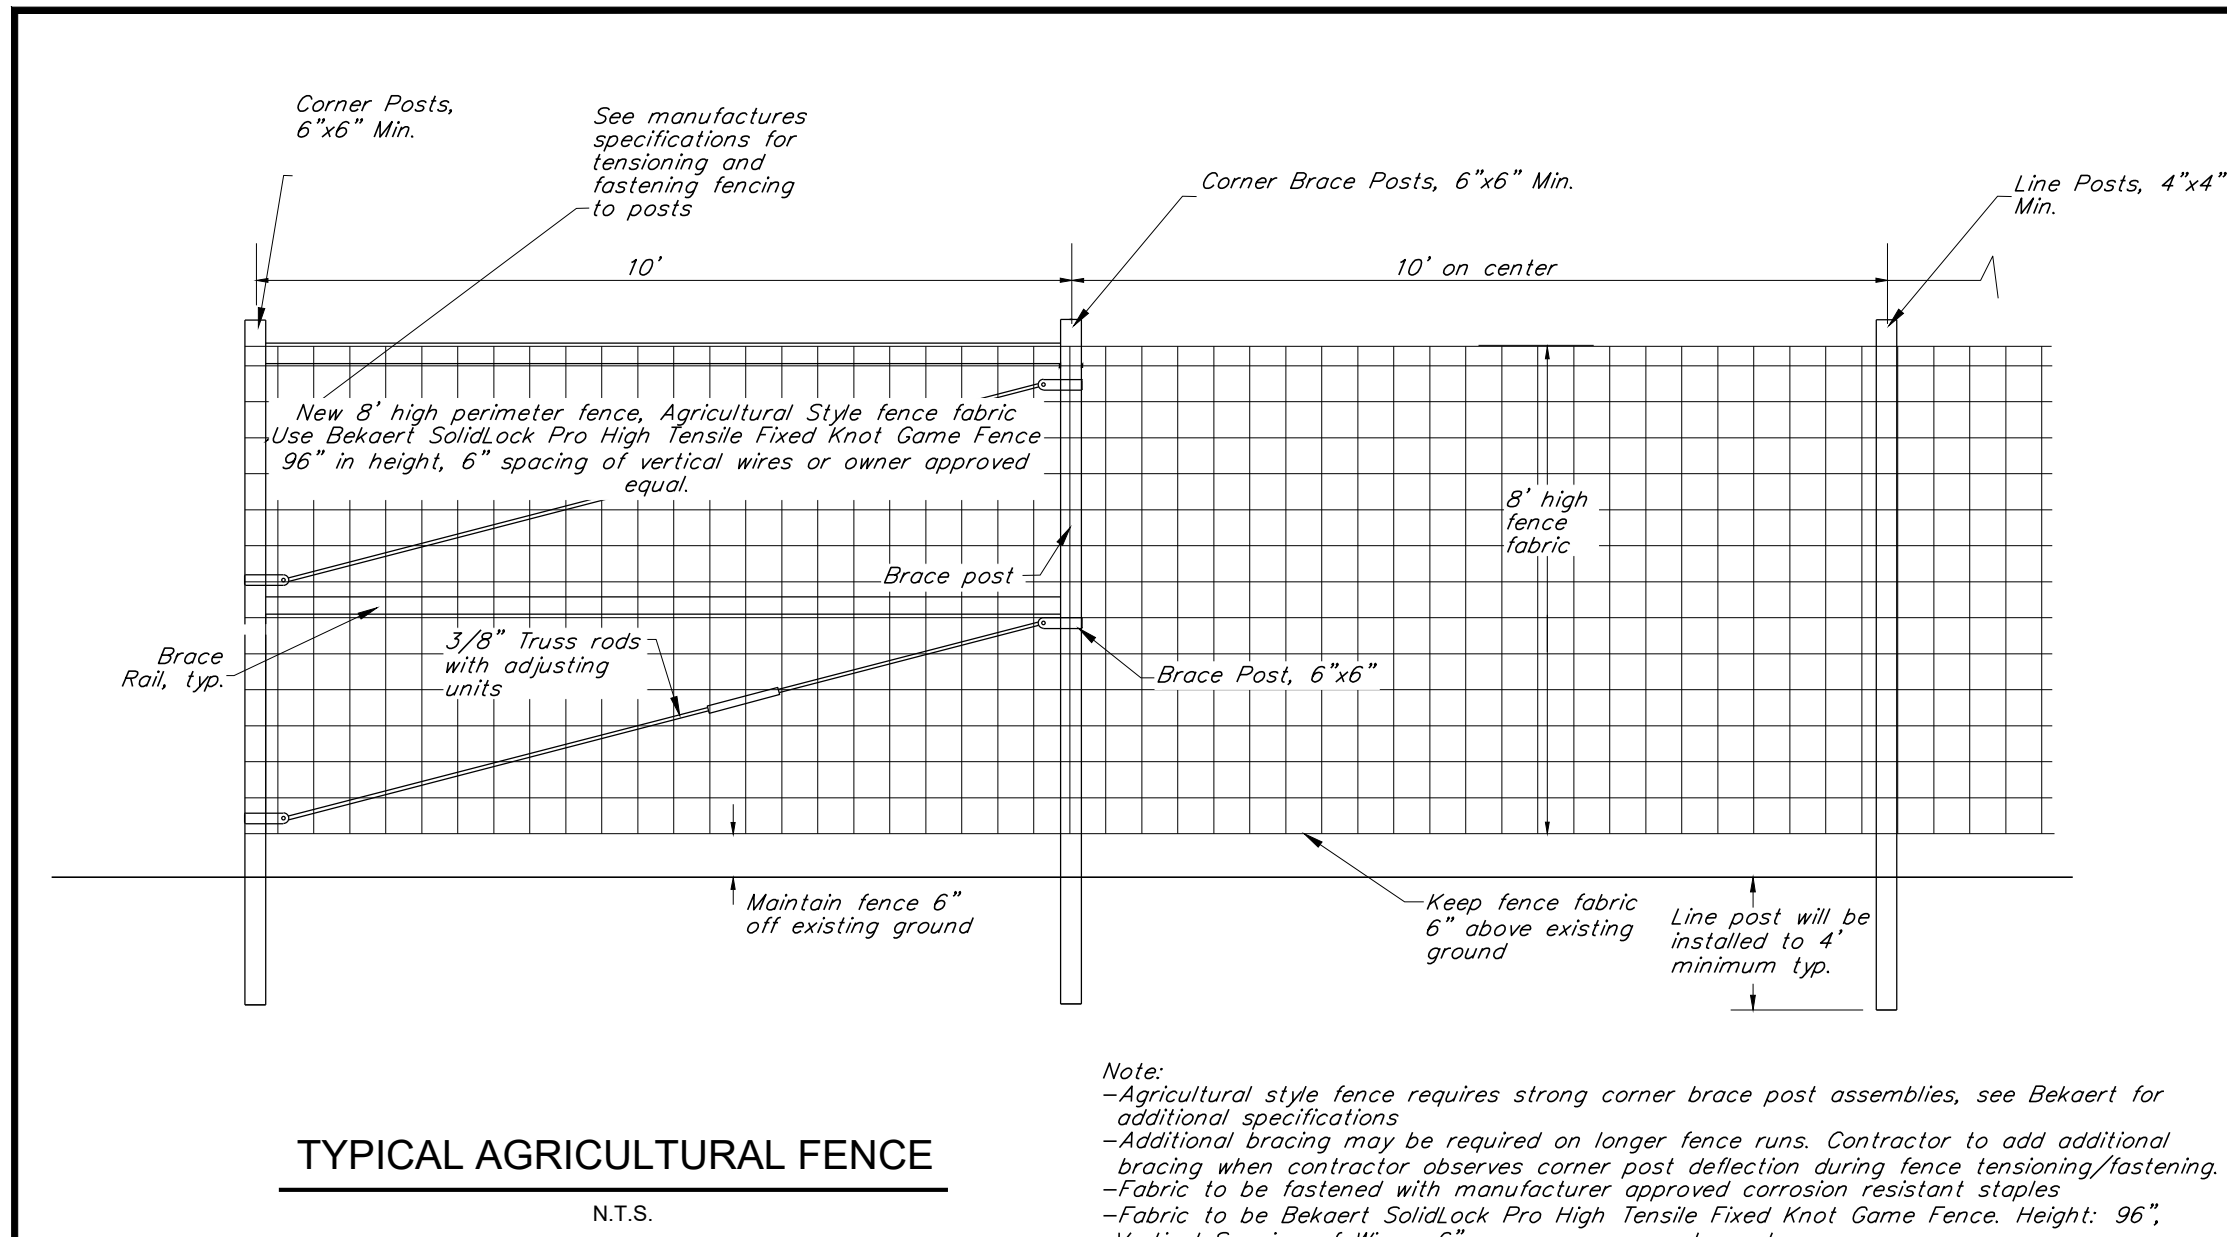 Corner Posts,
6"x6" Min.
See manufactures
specifications for
tensioning and
fastening fencing
to posts
Corner Brace Posts, 6"x6" Min.
Line Posts, 4"x4"
Min.
10'
10' on center
New 8' high perimeter fence, Agricultural Style fence fabric
Use Bekaert SolidLock Pro High Tensile Fixed Knot Game Fence
96" in height, 6" spacing of vertical wires or owner approved
equal.
8' high
fence
fabric
Brace post
3/8" Truss rods
with adjusting
units
Brace
Rail, typ.
Brace Post, 6"x6"
Maintain fence 6"
off existing ground
Keep fence fabric
6" above existing
ground
Line post will be
installed to 4'
minimum typ.
TYPICAL AGRICULTURAL FENCE
N.T.S.
Note:
-Agricultural style fence requires strong corner brace post assemblies, see Bekaert for
additional specifications
-Additional bracing may be required on longer fence runs. Contractor to add additional
bracing when contractor observes corner post deflection during fence tensioning/fastening.
-Fabric to be fastened with manufacturer approved corrosion resistant staples
-Fabric to be Bekaert SolidLock Pro High Tensile Fixed Knot Game Fence. Height: 96",